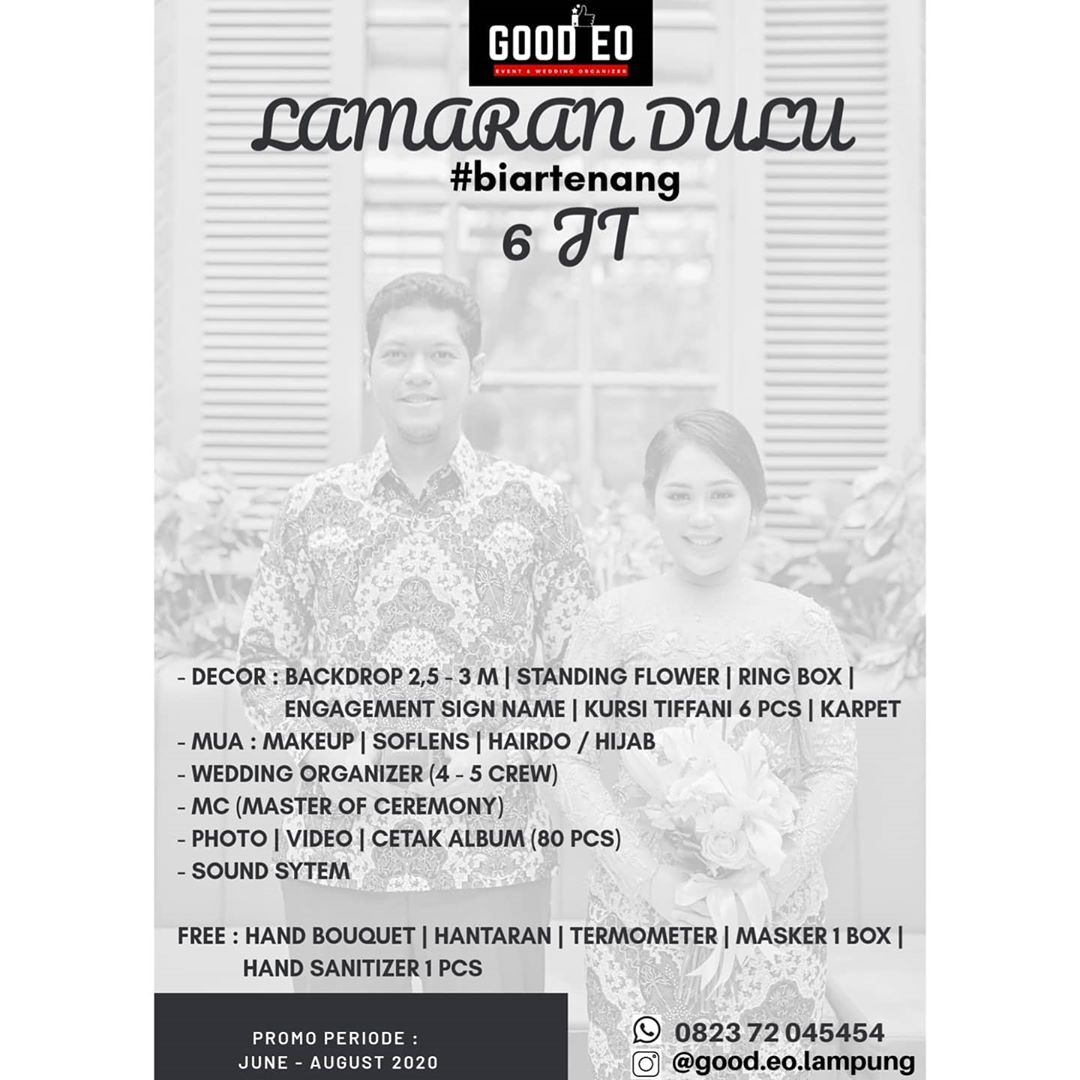 GOOD EO
EVENT & WEDDING ORGANIZER
LAMARAN DULU
#biartenang
6 JT
- DECOR : BACKDROP 2,5 - 3 M | STANDING FLOWER | RING BOX |
ENGAGEMENT SIGN NAME | KURSI TIFFANI 6 PCS | KARPET
- MUA : MAKEUP | SOFLENS | HAIRDO / HIJAB
- WEDDING ORGANIZER (4 - 5 CREW)
- MC (MASTER OF CEREMONY)
- PHOTO | VIDEO | CETAK ALBUM (80 PCS)
- SOUND SYTEM
FREE : HAND BOUQUET | HANTARAN | TERMOMETER | MASKER 1 BOX |
HAND SANITIZER 1 PCS
PROMO PERIODE :
JUNE - AUGUST 2020
0823 72 045454
@good.eo.lampung